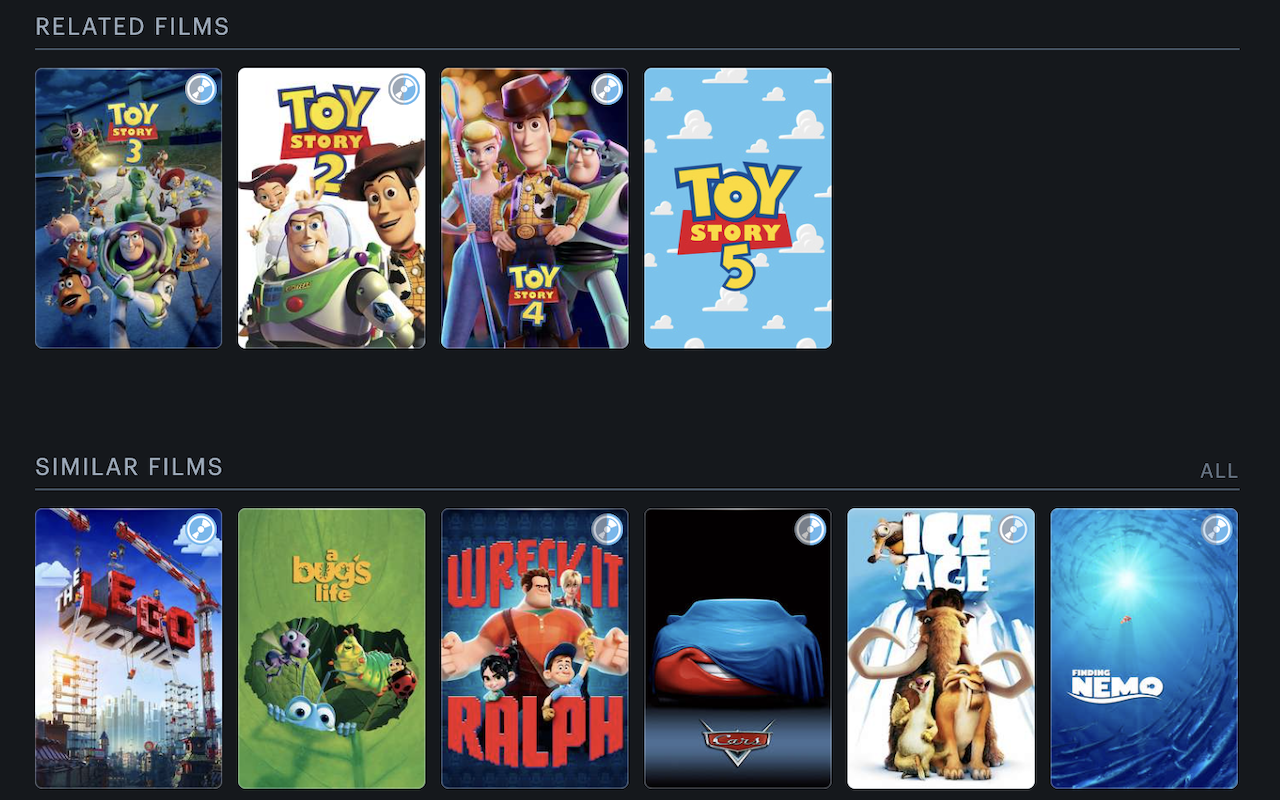 RELATED FILMS
TOY
STORY
3
TOY
STORY
2
TOY
STORY
4
TOY
STORY
5
SIMILAR FILMS
ALL
THE
LEGO
MOVIE
a
bug's
life
WRECK-IT
RALPH
Cars
ICE
AGE
FINDING
NEMO